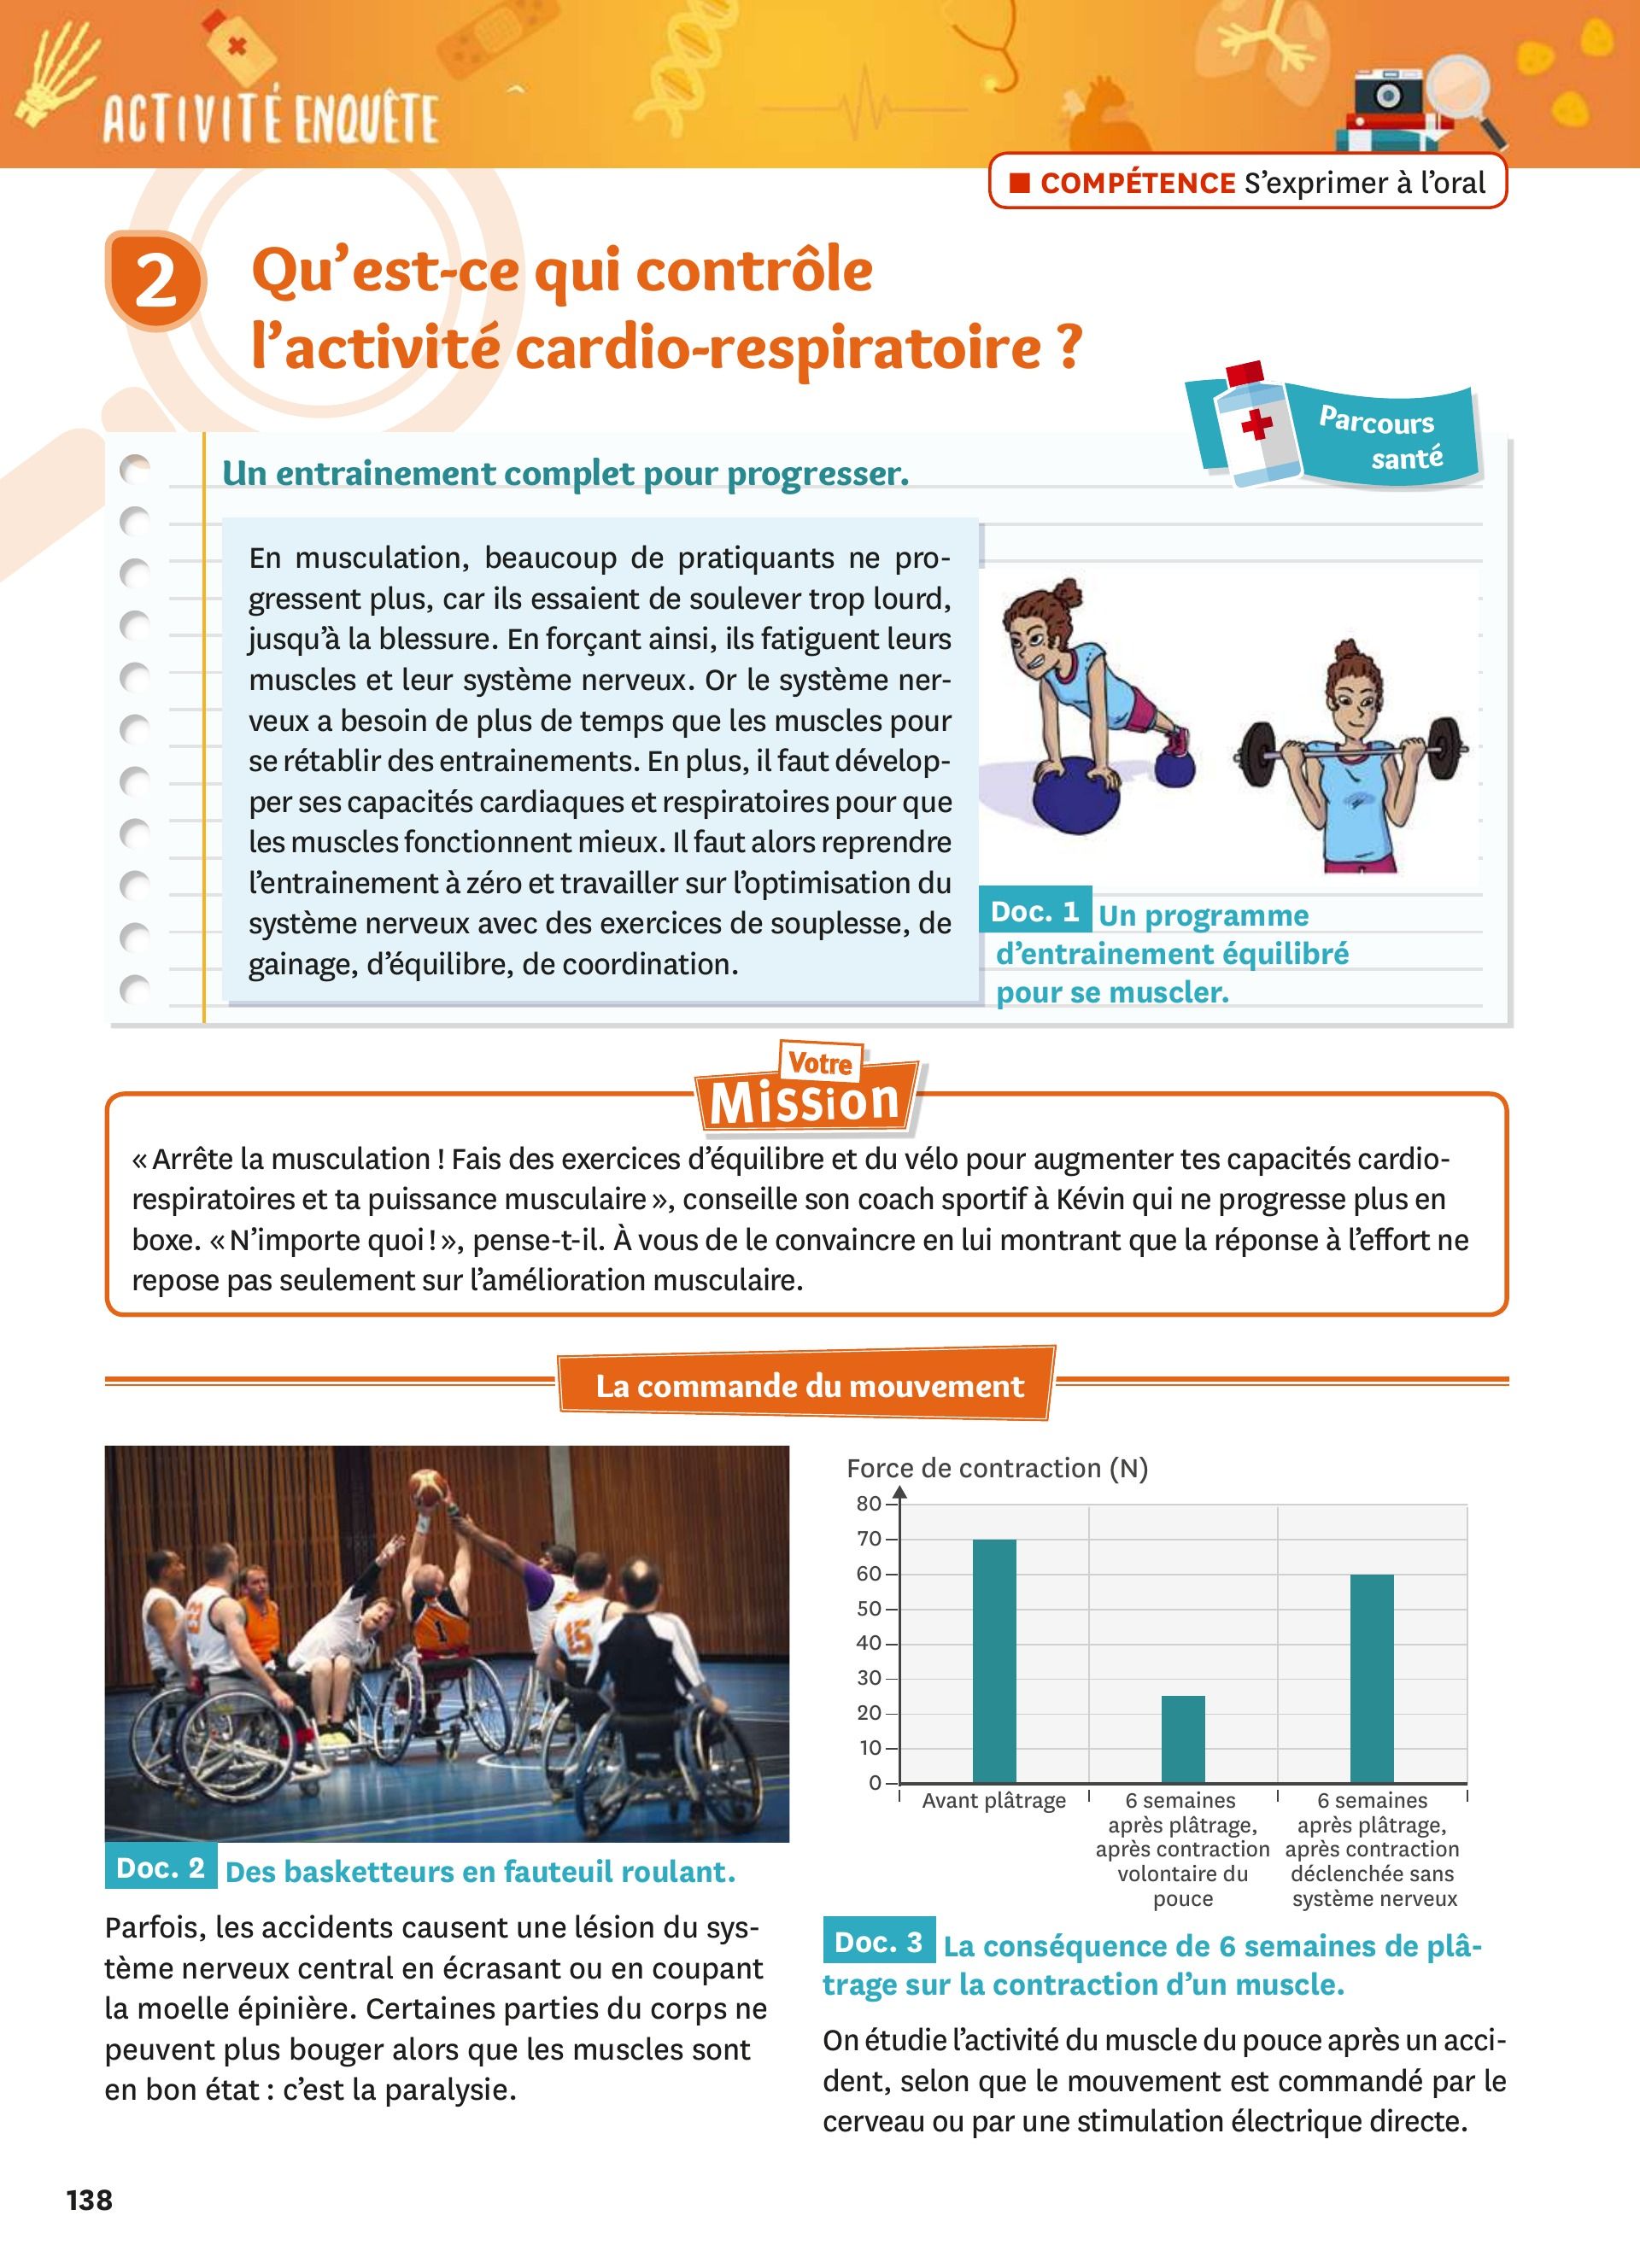 ACTIVITÉ ENQUÊTE
■ COMPÉTENCE S’exprimer à l’oral
2
Qu’est-ce qui contrôle
l’activité cardio-respiratoire ?
Parcours
santé
Un entrainement complet pour progresser.
En musculation, beaucoup de pratiquants ne pro-
gressent plus, car ils essaient de soulever trop lourd,
jusqu’à la blessure. En forçant ainsi, ils fatiguent leurs
muscles et leur système nerveux. Or le système ner-
veux a besoin de plus de temps que les muscles pour
se rétablir des entrainements. En plus, il faut dévelop-
per ses capacités cardiaques et respiratoires pour que
les muscles fonctionnent mieux. Il faut alors reprendre
l’entrainement à zéro et travailler sur l’optimisation du
système nerveux avec des exercices de souplesse, de
gainage, d’équilibre, de coordination.
Doc. 1 Un programme
d’entrainement équilibré
pour se muscler.
Votre
Mission
« Arrête la musculation ! Fais des exercices d’équilibre et du vélo pour augmenter tes capacités cardio-
respiratoires et ta puissance musculaire », conseille son coach sportif à Kévin qui ne progresse plus en
boxe. « N’importe quoi ! », pense-t-il. À vous de le convaincre en lui montrant que la réponse à l’effort ne
repose pas seulement sur l’amélioration musculaire.
La commande du mouvement
1
15
Doc. 2 Des basketteurs en fauteuil roulant.
Parfois, les accidents causent une lésion du sys-
tème nerveux central en écrasant ou en coupant
la moelle épinière. Certaines parties du corps ne
peuvent plus bouger alors que les muscles sont
en bon état : c’est la paralysie.
Force de contraction (N)
80
70
60
50
40
30
20
10
0
Avant plâtrage
6 semaines
après plâtrage,
après contraction
volontaire du
pouce
6 semaines
après plâtrage,
après contraction
déclenchée sans
système nerveux
Doc. 3 La conséquence de 6 semaines de plâ-
trage sur la contraction d’un muscle.
On étudie l’activité du muscle du pouce après un acci-
dent, selon que le mouvement est commandé par le
cerveau ou par une stimulation électrique directe.
138